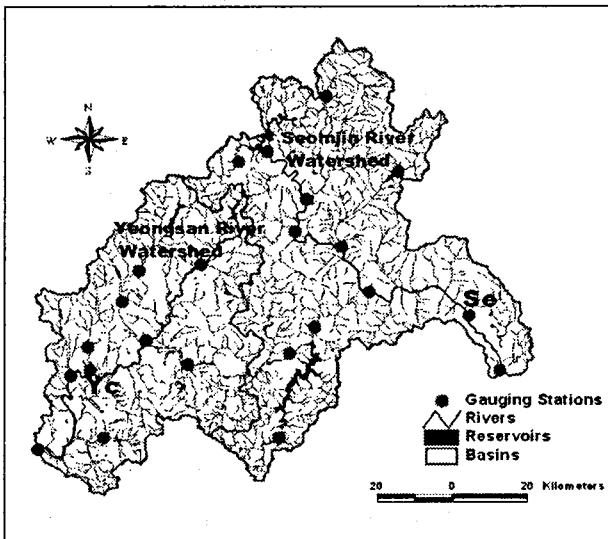 N
W E
S
Seomjin River
Watershed
Yeongsan River
Watershed
Se
Yc
Gauging Stations
Rivers
Reservoirs
Basins
20 0 20 Kilometers